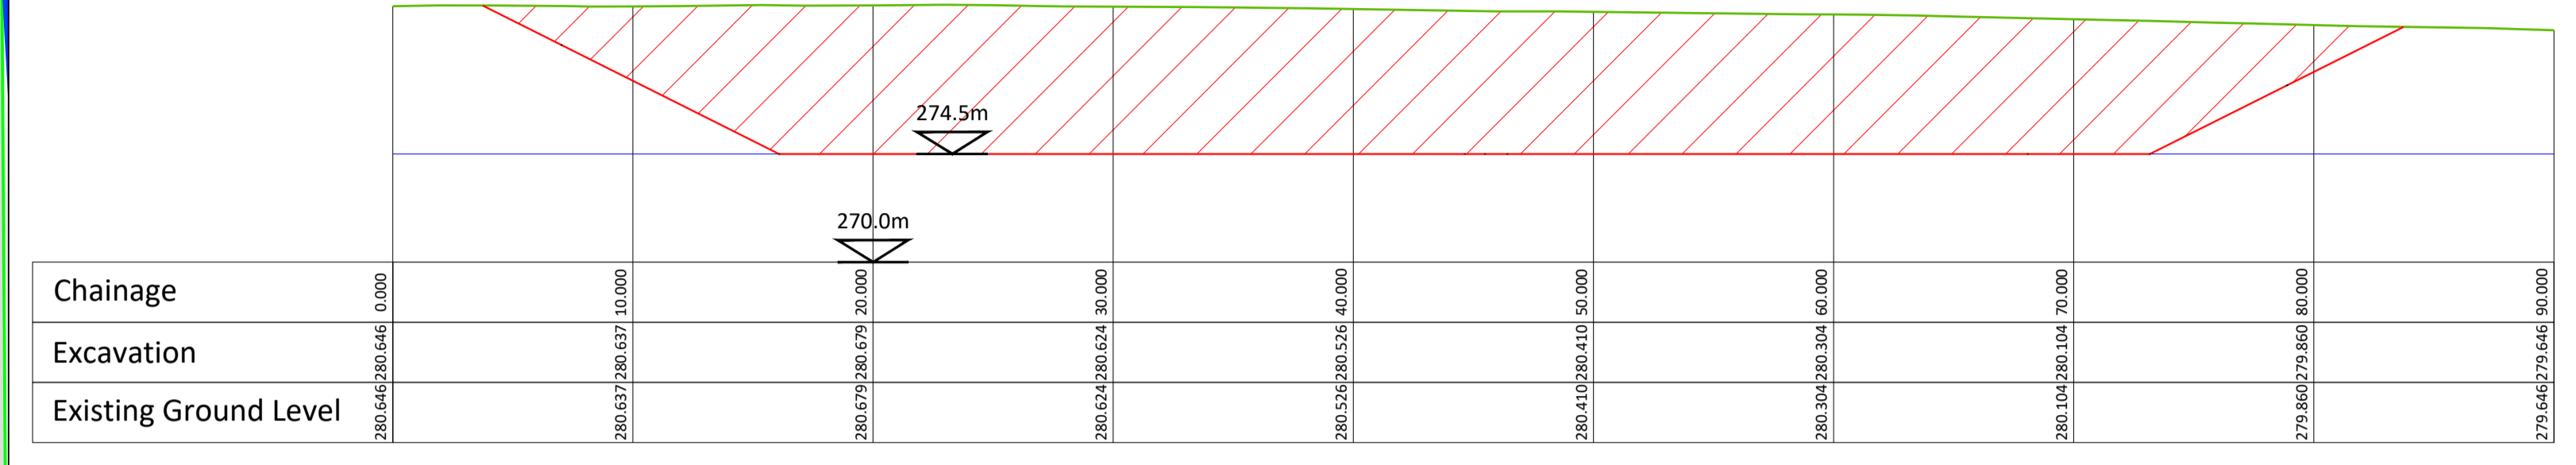 274.5m
270.0m
Chainage 0.000 10.000 20.000 30.000 40.000 50.000 60.000 70.000 80.000 90.000
Excavation 280.646 280.637 280.679 280.624 280.526 280.410 280.304 280.104 279.860 279.646
Existing Ground Level 280.646 280.637 280.679 280.624 280.526 280.410 280.304 280.104 279.860 279.646